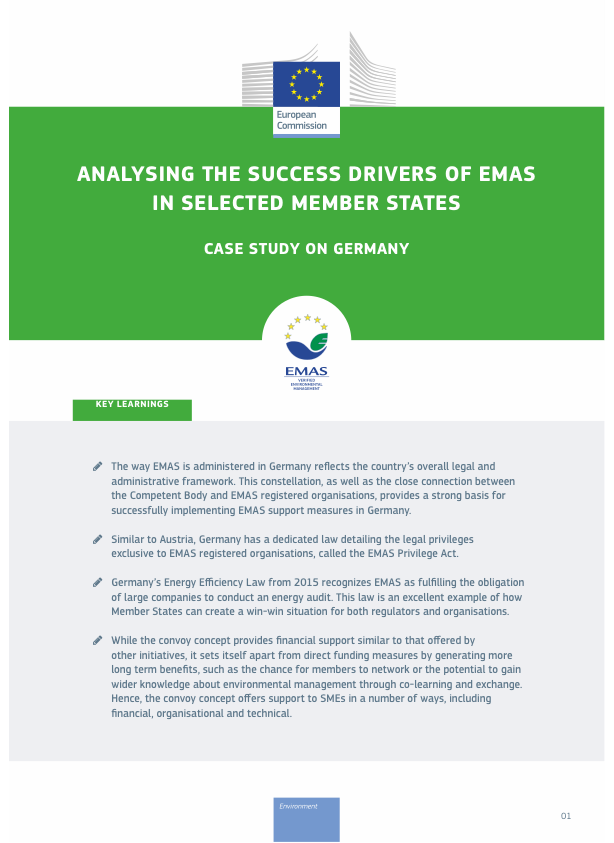 European
Commission
ANALYSING THE SUCCESS DRIVERS OF EMAS
IN SELECTED MEMBER STATES
CASE STUDY ON GERMANY
EMAS
VERIFIED
ENVIRONMENTAL
MANAGEMENT
KEY LEARNINGS
The way EMAS is administered in Germany reflects the country's overall legal and
administrative framework. This constellation, as well as the close connection between
the Competent Body and EMAS registered organisations, provides a strong basis for
successfully implementing EMAS support measures in Germany.
Similar to Austria, Germany has a dedicated law detailing the legal privileges
exclusive to EMAS registered organisations, called the EMAS Privilege Act.
Germany's Energy Efficiency Law from 2015 recognizes EMAS as fulfilling the obligation
of large companies to conduct an energy audit. This law is an excellent example of how
Member States can create a win-win situation for both regulators and organisations.
While the convoy concept provides financial support similar to that offered by
other initiatives, it sets itself apart from direct funding measures by generating more
long term benefits, such as the chance for members to network or the potential to gain
wider knowledge about environmental management through co-learning and exchange.
Hence, the convoy concept offers support to SMEs in a number of ways, including
financial, organisational and technical.
Environment
01